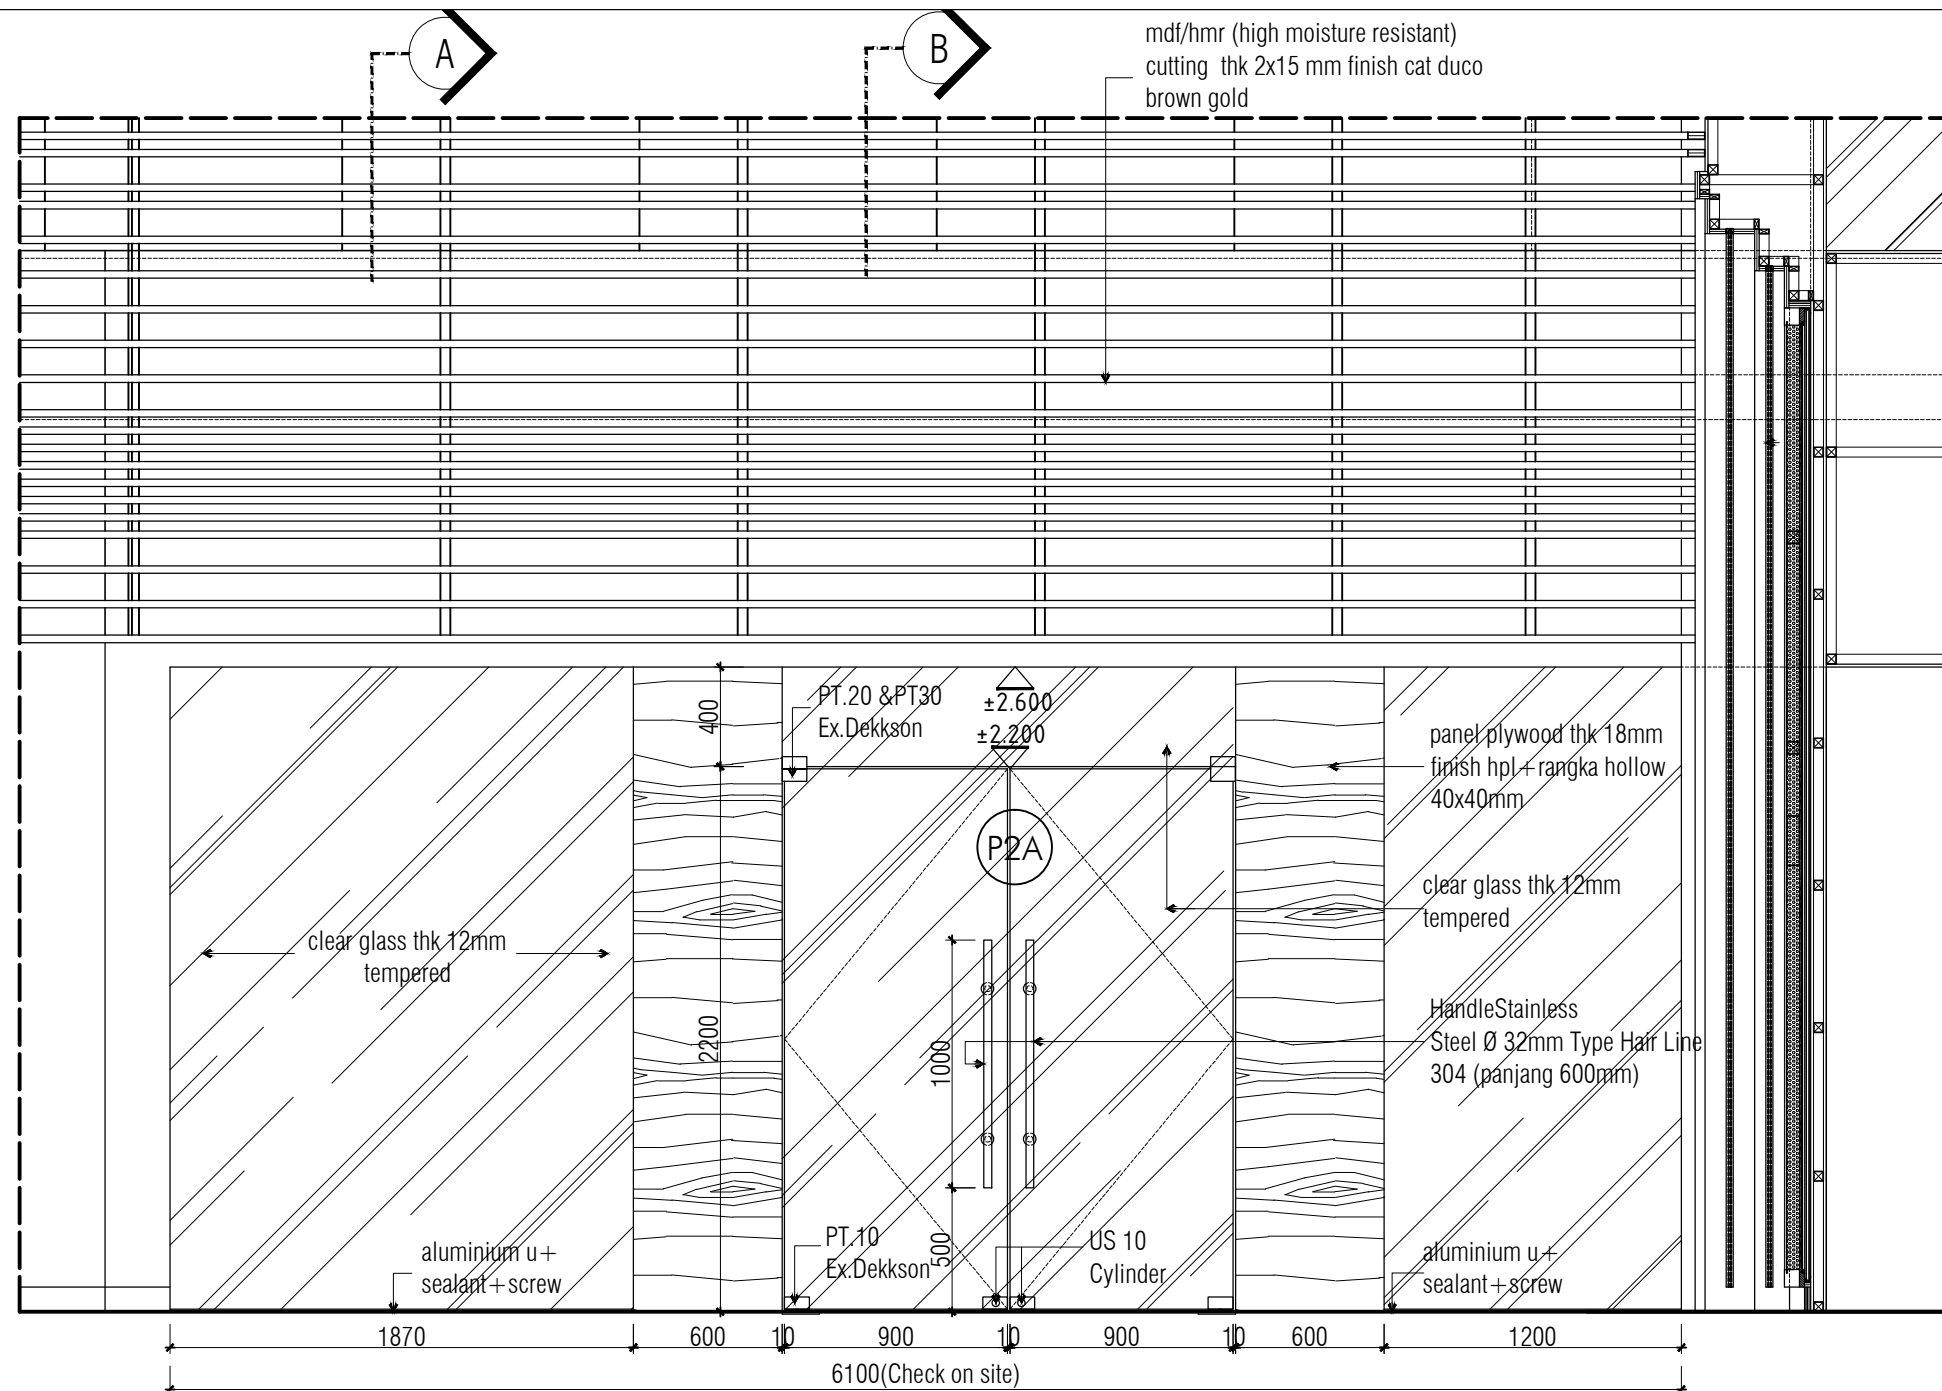 A
B
mdf/hmr (high moisture resistant)
cutting thk 2x15 mm finish cat duco
brown gold
PT.20 &PT30
Ex.Dekkson
±2.600
±2.200
400
panel plywood thk 18mm
finish hpl+rangka hollow
40x40mm
P2A
clear glass thk 12mm
tempered
clear glass thk 12mm
tempered
2200
1000
HandleStainless
Steel Ø 32mm Type Hair Line
304 (panjang 600mm)
aluminium u+
sealant+screw
PT.10
Ex.Dekkson
500
US 10
Cylinder
aluminium u+
sealant+screw
1870
600
10
900
10
900
10
600
1200
6100(Check on site)